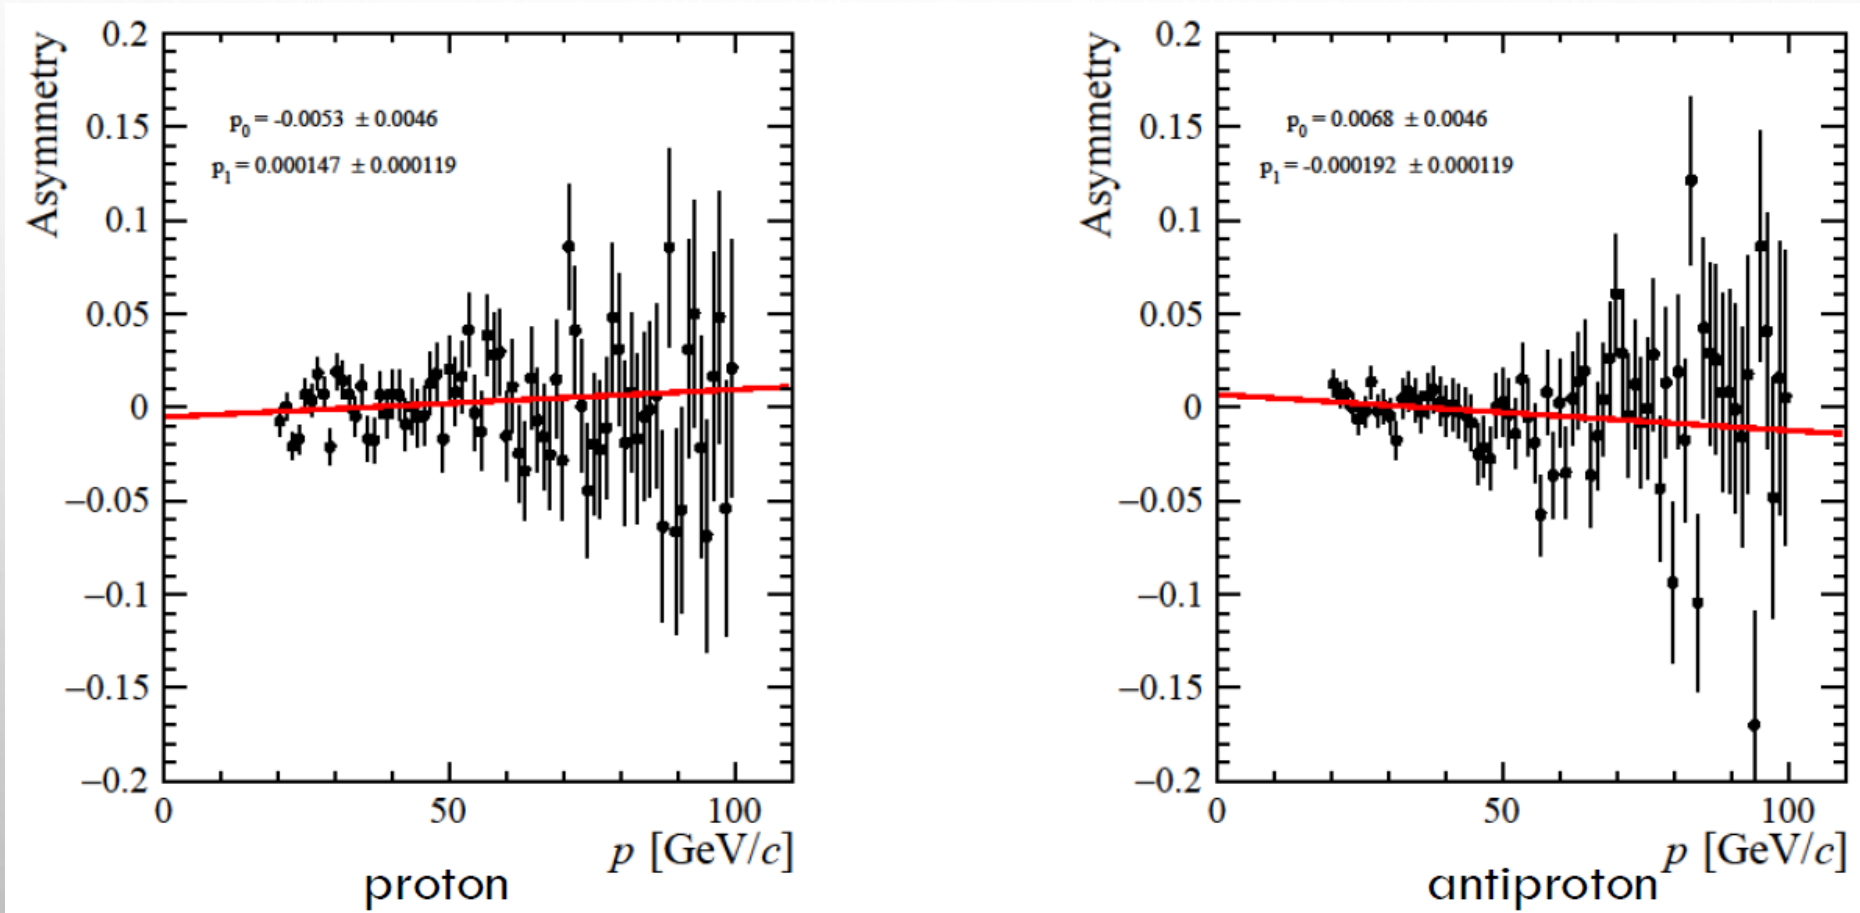 Asymmetry
0.2
0.15
0.1
0.05
0
−0.05
−0.1
−0.15
−0.2
p0 = -0.0053 ± 0.0046
p1 = 0.000147 ± 0.000119
0 50 100
p [GeV/c]
proton
Asymmetry
0.2
0.15
0.1
0.05
0
−0.05
−0.1
−0.15
−0.2
p0 = 0.0068 ± 0.0046
p1 = -0.000192 ± 0.000119
0 50 100
p [GeV/c]
antiproton